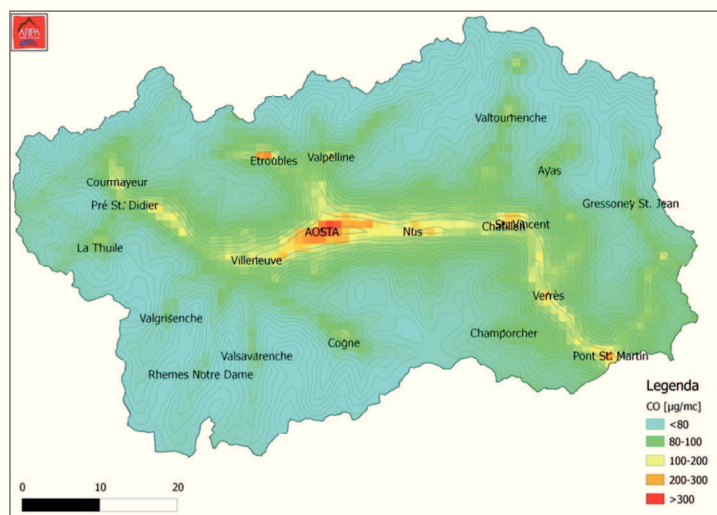 ARPA
Valtournenche
Etroubles
Valpelline
Ayas
Courmayeur
Pré St. Didier
Gressoney St. Jean
AOSTA
Nus
Chatillon
St. Vincent
La Thuile
Villeneuve
Verrès
Valgrisenche
Cogne
Champorcher
Valsavarenche
Pont St. Martin
Rhemes Notre Dame
Legenda
CO [µg/mc]
<80
80-100
100-200
200-300
>300
0 10 20